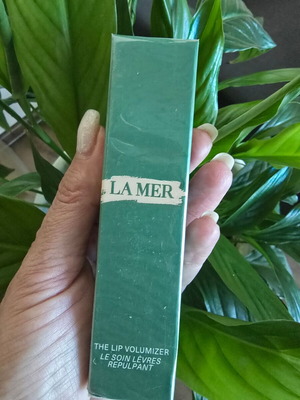 LA MER
THE LIP VOLUMIZER
LE SOIN LÈVRES
REPULPANT